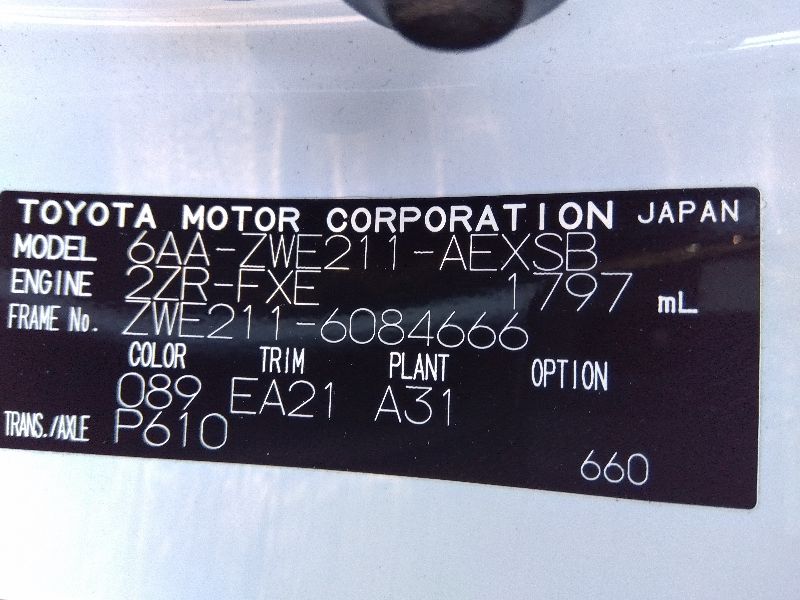 TOYOTA MOTOR CORPORATION JAPAN
MODEL 6AA-ZWE211-AEXSB
ENGINE 2ZR-FXE 1797 mL
FRAME No. ZWE211-6084666
COLOR TRIM PLANT OPTION
089 EA21 A31
TRANS./AXLE P610
660